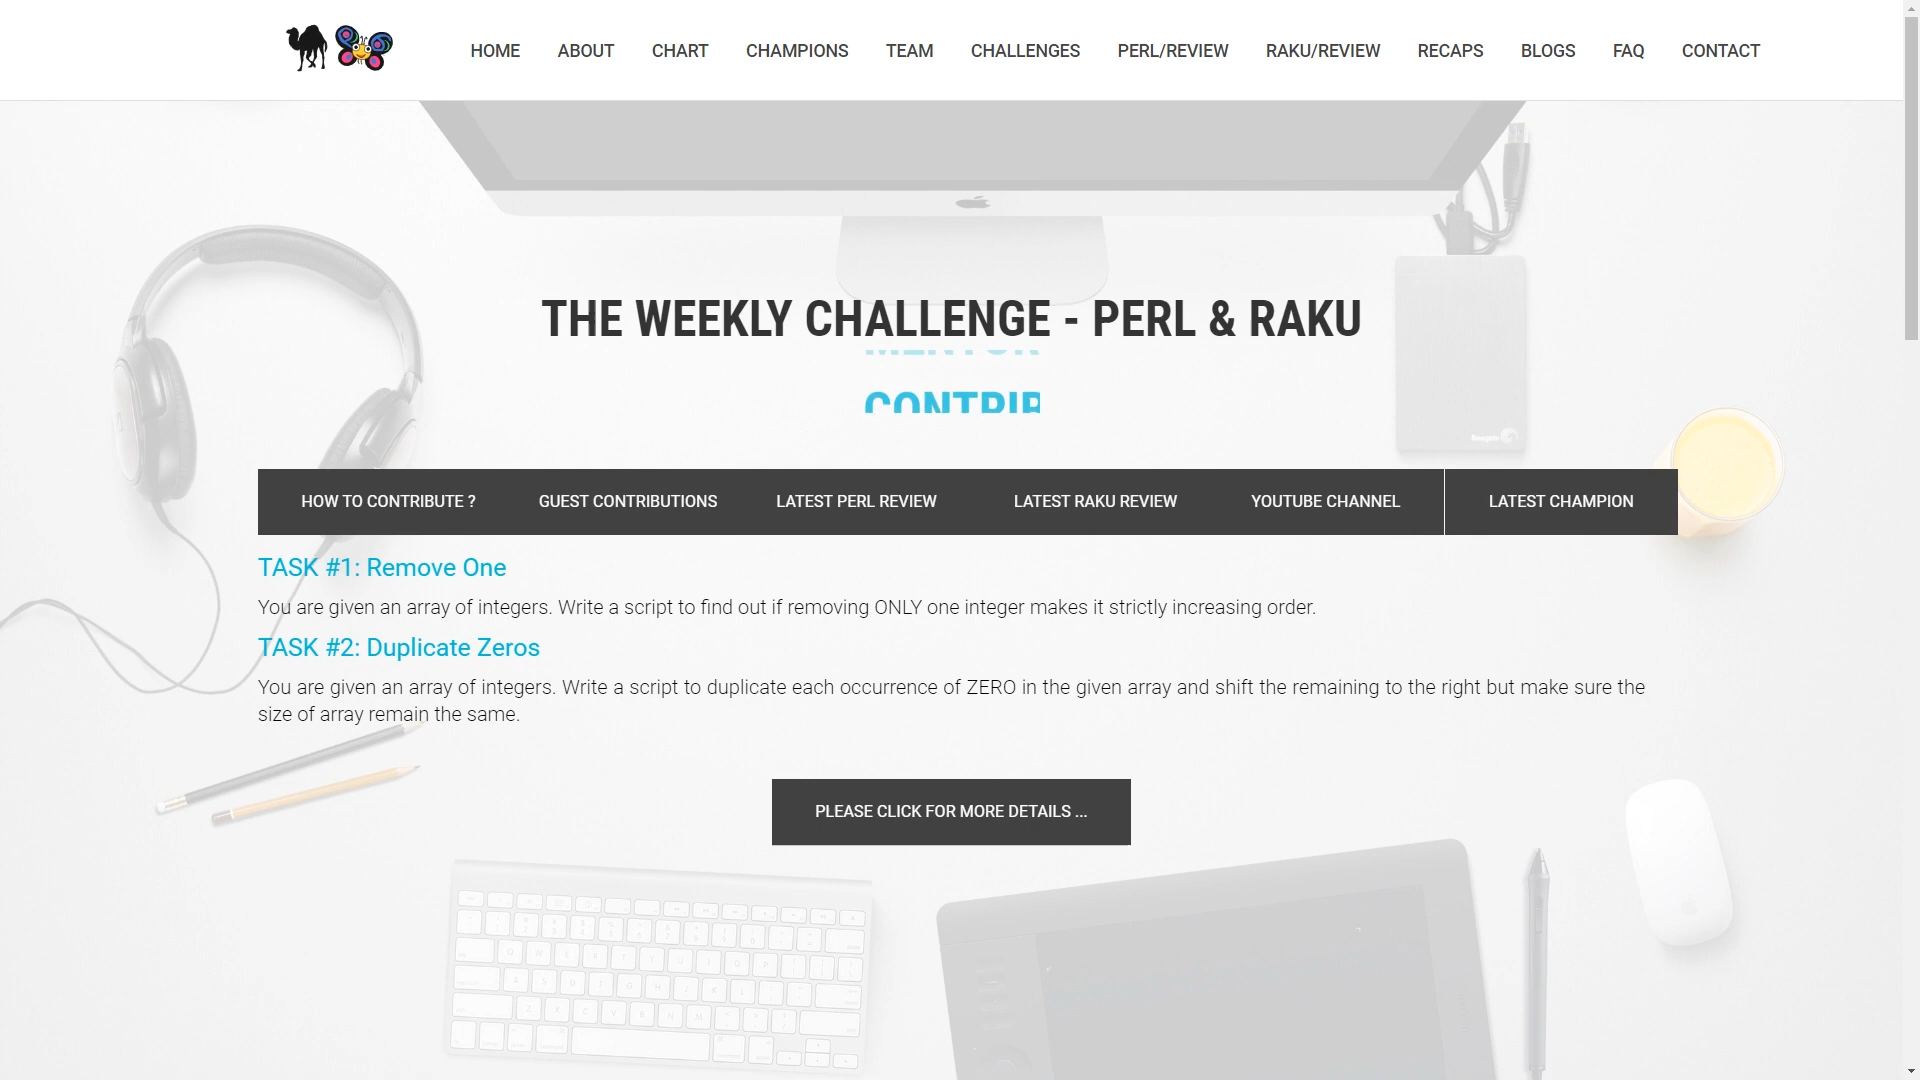 HOME ABOUT CHART CHAMPIONS TEAM CHALLENGES PERL/REVIEW RAKU/REVIEW RECAPS BLOGS FAQ CONTACT
THE WEEKLY CHALLENGE - PERL & RAKU
HOW TO CONTRIBUTE ? GUEST CONTRIBUTIONS LATEST PERL REVIEW LATEST RAKU REVIEW YOUTUBE CHANNEL LATEST CHAMPION
TASK #1: Remove One
You are given an array of integers. Write a script to find out if removing ONLY one integer makes it strictly increasing order.
TASK #2: Duplicate Zeros
You are given an array of integers. Write a script to duplicate each occurrence of ZERO in the given array and shift the remaining to the right but make sure the
size of array remain the same.
PLEASE CLICK FOR MORE DETAILS ...